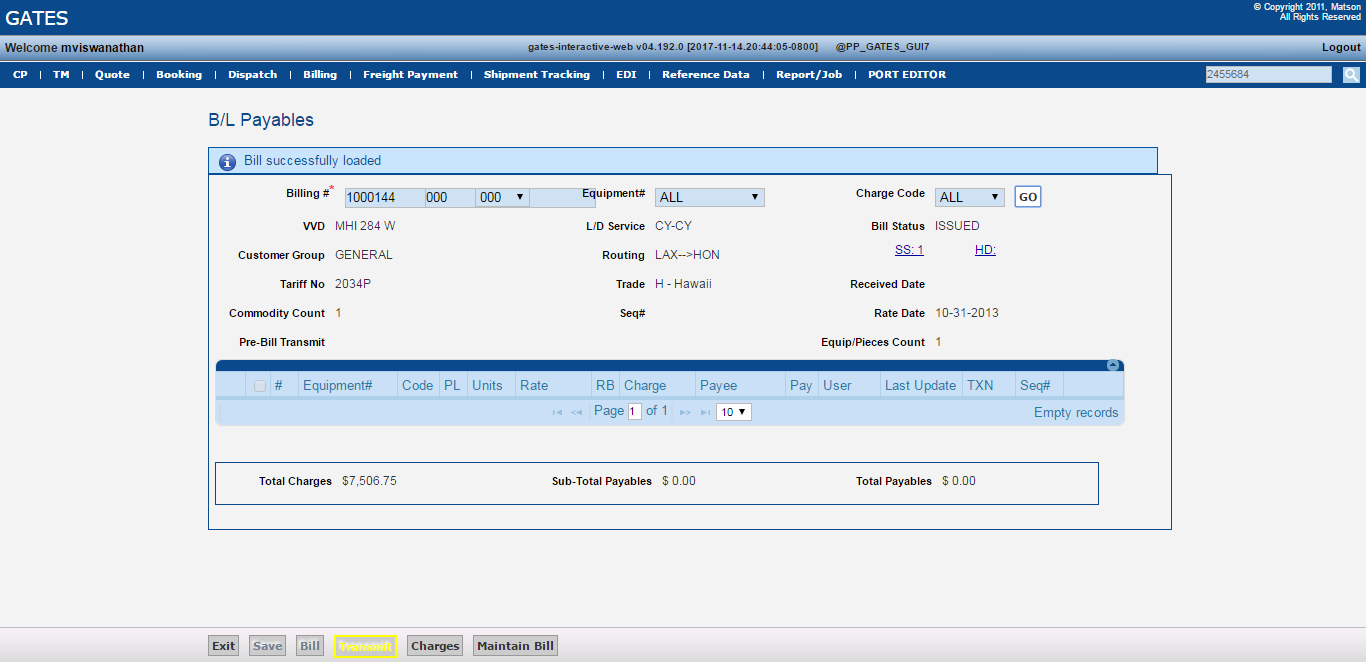 GATES
© Copyright 2011, Matson
All Rights Reserved
Welcome mviswanathan
gates-interactive-web v04.192.0 [2017-11-14.20:44:05-0800] @PP_GATES_GUI7
Logout
CP | TM | Quote | Booking | Dispatch | Billing | Freight Payment | Shipment Tracking | EDI | Reference Data | Report/Job | PORT EDITOR
2455684
B/L Payables
Bill successfully loaded
Billing #* 1000144 000 000 Equipment# ALL Charge Code ALL GO
VVD MHI 284 W L/D Service CY-CY Bill Status ISSUED
SS: 1 HD:
Customer Group GENERAL Routing LAX-->HON
Tariff No 2034P Trade H - Hawaii Received Date
Commodity Count 1 Seq# Rate Date 10-31-2013
Pre-Bill Transmit Equip/Pieces Count 1
# Equipment# Code PL Units Rate RB Charge Payee Pay User Last Update TXN Seq#
Page 1 of 1 10 Empty records
Total Charges $7,506.75 Sub-Total Payables $ 0.00 Total Payables $ 0.00
Exit Save Bill Transmit Charges Maintain Bill